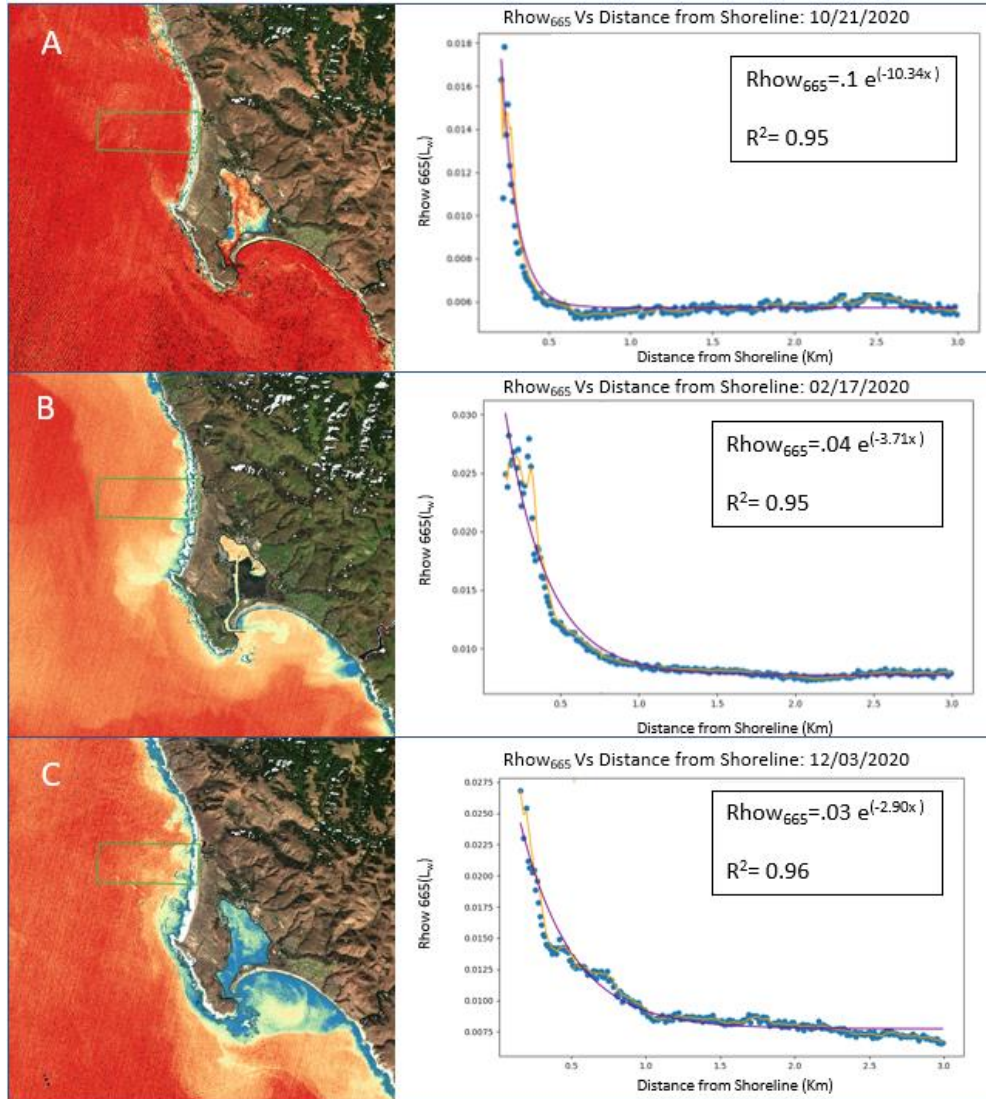 A
Rhow665 Vs Distance from Shoreline: 10/21/2020
Rhow665=.1 e(-10.34x )
R2= 0.95
Rhow 665(Lw)
0.018
0.016
0.014
0.012
0.010
0.008
0.006
0.5 1.0 1.5 2.0 2.5 3.0
Distance from Shoreline (Km)
B
Rhow665 Vs Distance from Shoreline: 02/17/2020
Rhow665=.04 e(-3.71x )
R2= 0.95
Rhow 665(Lw)
0.030
0.025
0.020
0.015
0.010
0.5 1.0 1.5 2.0 2.5 3.0
Distance from Shoreline (Km)
C
Rhow665 Vs Distance from Shoreline: 12/03/2020
Rhow665=.03 e(-2.90x )
R2= 0.96
Rhow 665(Lw)
0.0275
0.0250
0.0225
0.0200
0.0175
0.0150
0.0125
0.0100
0.0075
0.5 1.0 1.5 2.0 2.5 3.0
Distance from Shoreline (Km)